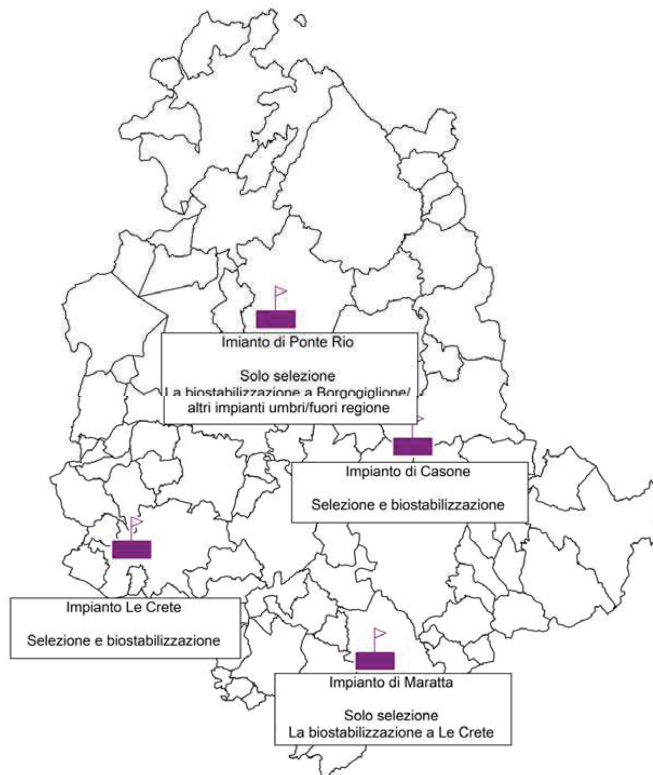 Imianto di Ponte Rio
Solo selezione
La biostabilizzazione a Borgogiglione/
altri impianti umbri/fuori regione
Impianto di Casone
Selezione e biostabilizzazione
Impianto Le Crete
Selezione e biostabilizzazione
Impianto di Maratta
Solo selezione
La biostabilizzazione a Le Crete